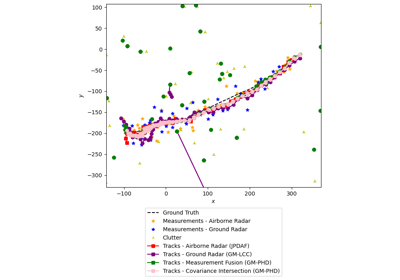 100
50
0
−50
−100
−150
−200
−250
−300
y
−100
0
100
200
300
x
Ground Truth
Measurements - Airborne Radar
Measurements - Ground Radar
Clutter
Tracks - Airborne Radar (JPDAF)
Tracks - Ground Radar (GM-LCC)
Tracks - Measurement Fusion (GM-PHD)
Tracks - Covariance Intersection (GM-PHD)